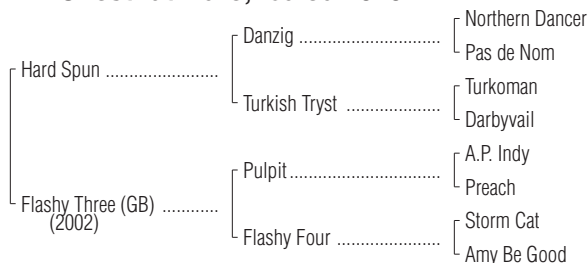 Northern Dancer
Danzig ........................................
Pas de Nom
Hard Spun ................................
Turkoman
Turkish Tryst ............................
Darbyvail
A.P. Indy
Pulpit...........................................
Preach
Flashy Three (GB) ................
(2002)
Storm Cat
Flashy Four ..............................
Amy Be Good